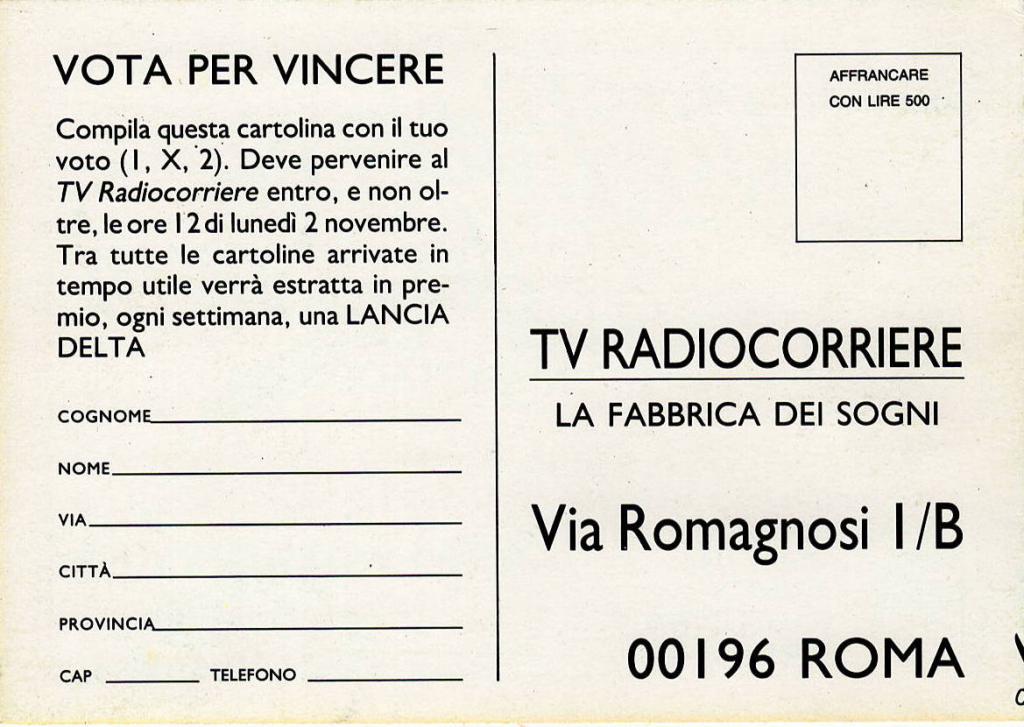 VOTA PER VINCERE
Compila questa cartolina con il tuo
voto (1, X, 2). Deve pervenire al
TV Radiocorriere entro, e non ol-
tre, le ore 12 di lunedì 2 novembre.
Tra tutte le cartoline arrivate in
tempo utile verrà estratta in pre-
mio, ogni settimana, una LANCIA
DELTA
COGNOME
NOME
VIA
CITTÀ
PROVINCIA
CAP TELEFONO
AFFRANCARE
CON LIRE 500
TV RADIOCORRIERE
LA FABBRICA DEI SOGNI
Via Romagnosi 1/B
00196 ROMA